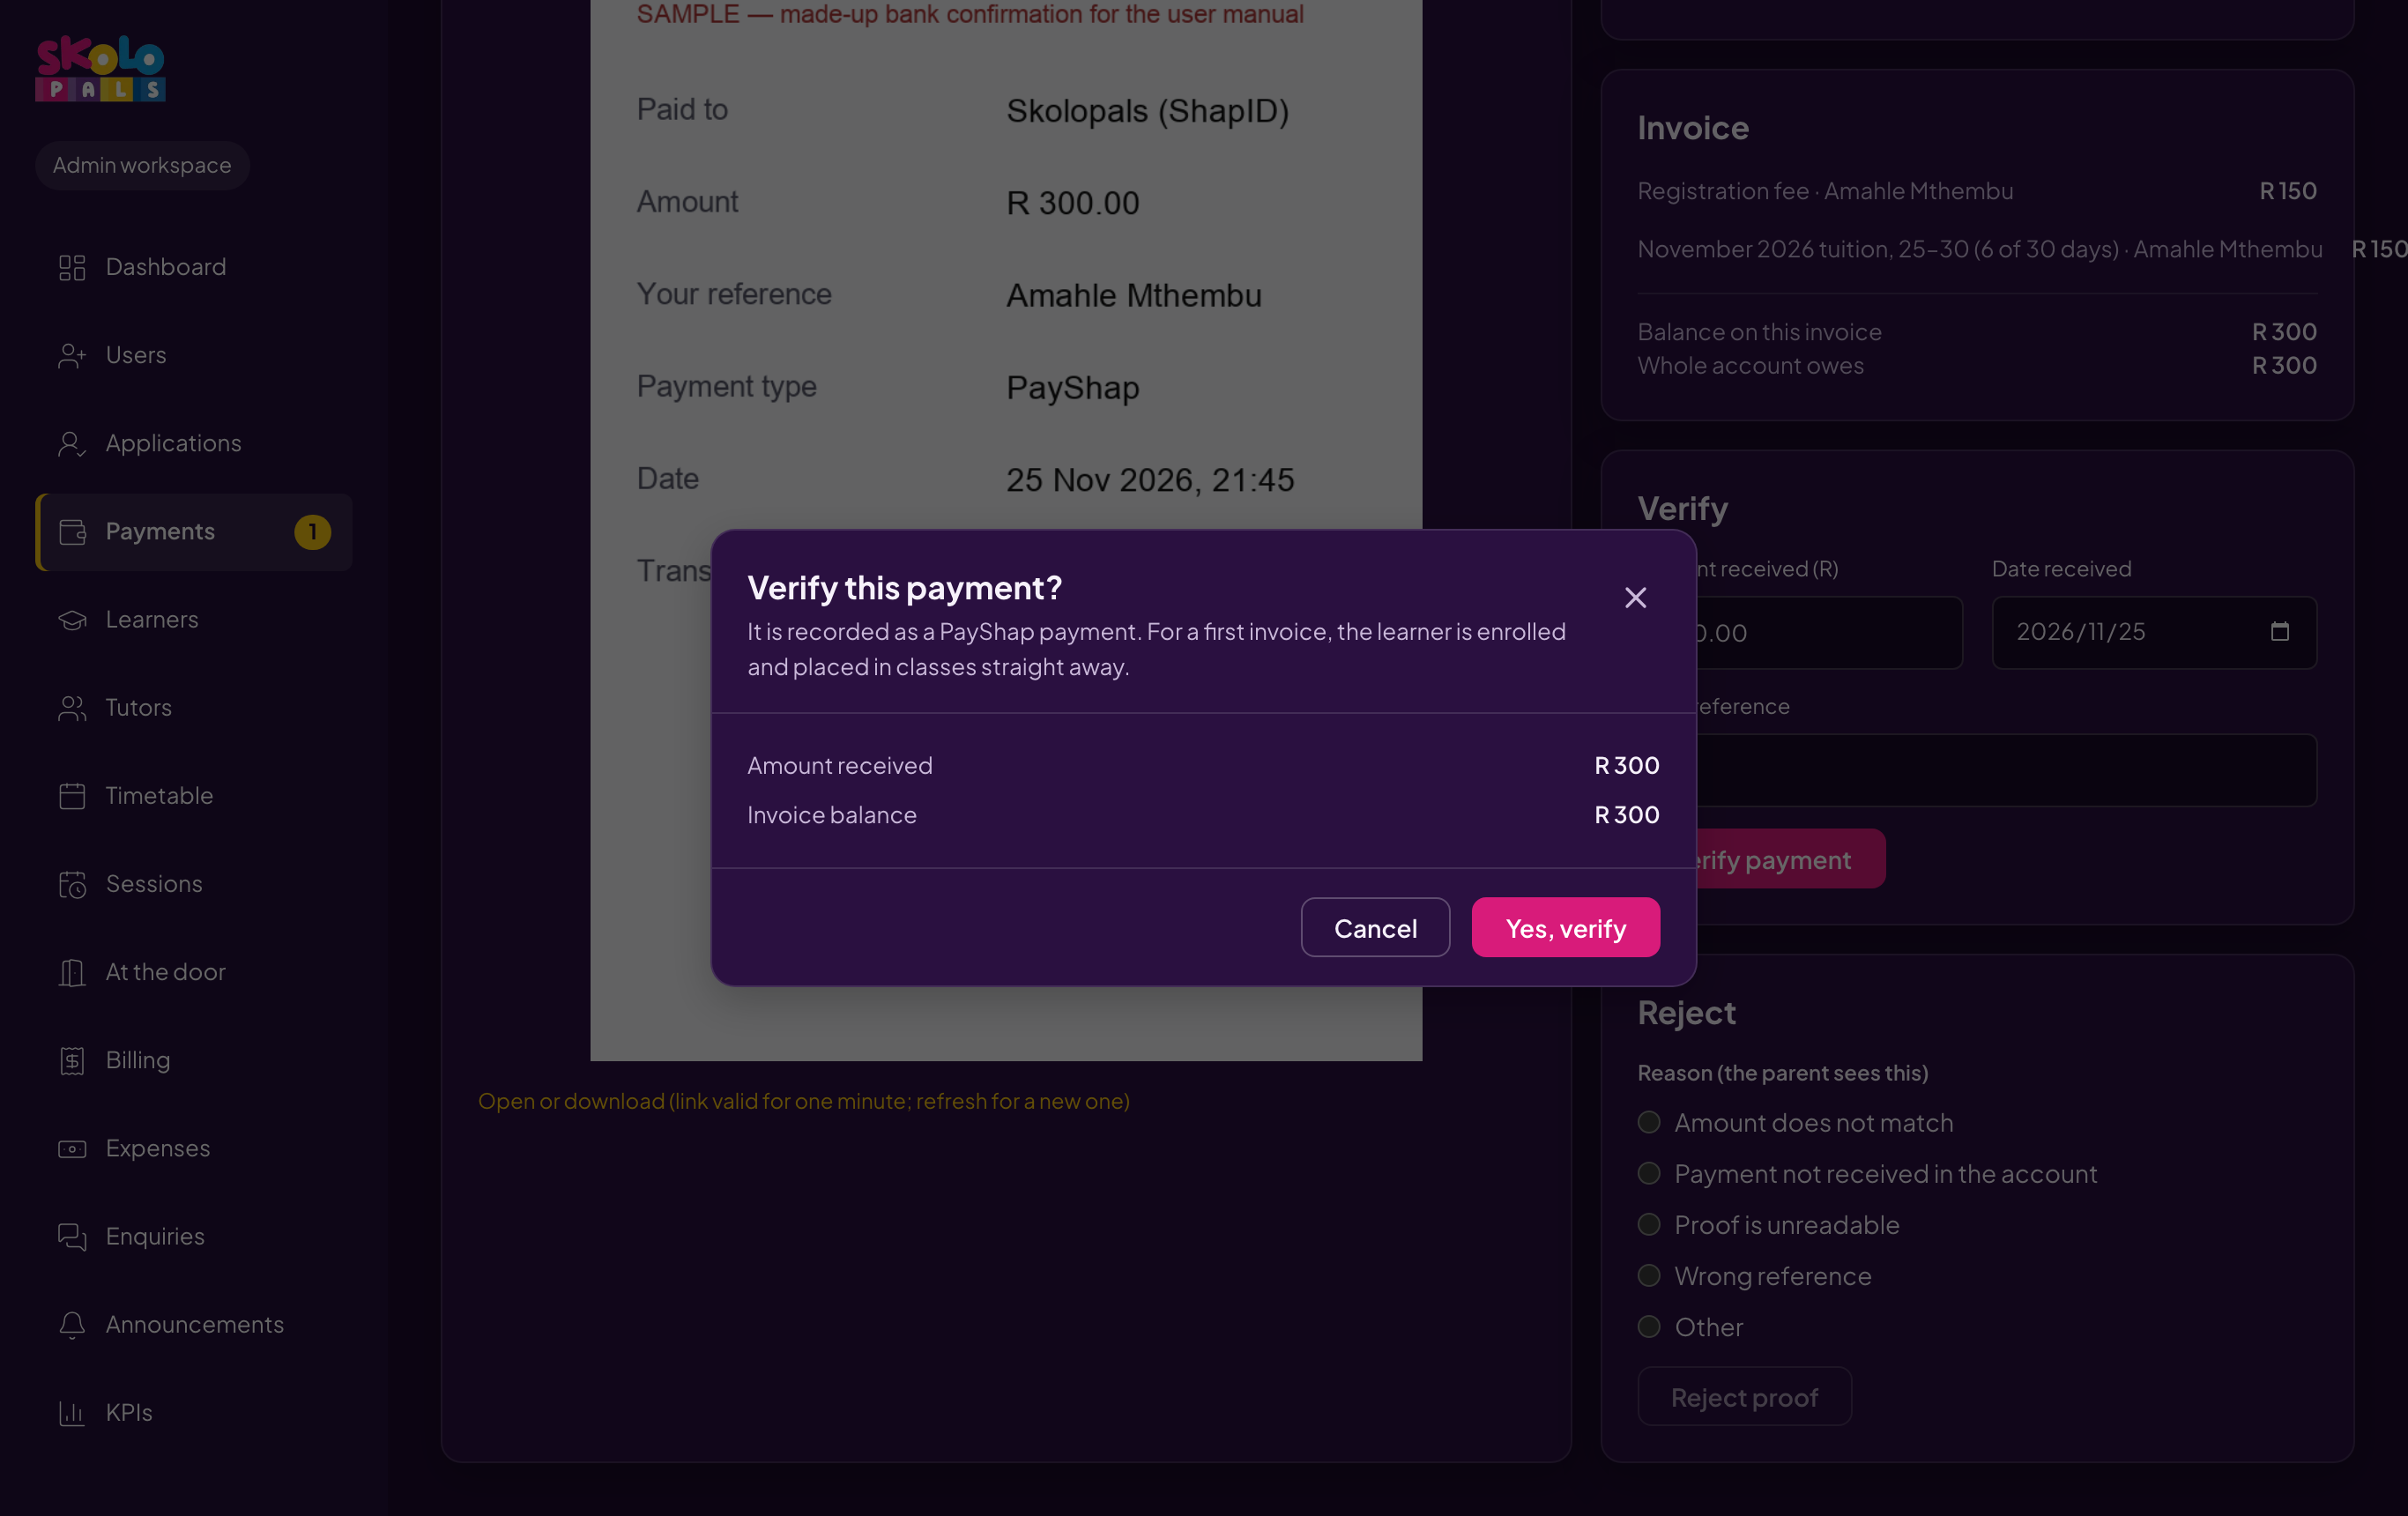 SKOLO
PALS
Admin workspace
Dashboard
Users
Applications
Payments 1
Learners
Tutors
Timetable
Sessions
At the door
Billing
Expenses
Enquiries
Announcements
KPIs
SAMPLE — made-up bank confirmation for the user manual
Paid to Skolopals (ShapID)
Amount R 300.00
Your reference Amahle Mthembu
Payment type PayShap
Date 25 Nov 2026, 21:45
Trans
Open or download (link valid for one minute; refresh for a new one)
Verify this payment?
It is recorded as a PayShap payment. For a first invoice, the learner is enrolled
and placed in classes straight away.
Amount received R 300
Invoice balance R 300
Cancel Yes, verify
Invoice
Registration fee · Amahle Mthembu R 150
November 2026 tuition, 25–30 (6 of 30 days) · Amahle Mthembu R 150
Balance on this invoice R 300
Whole account owes R 300
Verify
nt received (R) Date received
0.00 2026/11/25
reference
erify payment
Reject
Reason (the parent sees this)
Amount does not match
Payment not received in the account
Proof is unreadable
Wrong reference
Other
Reject proof